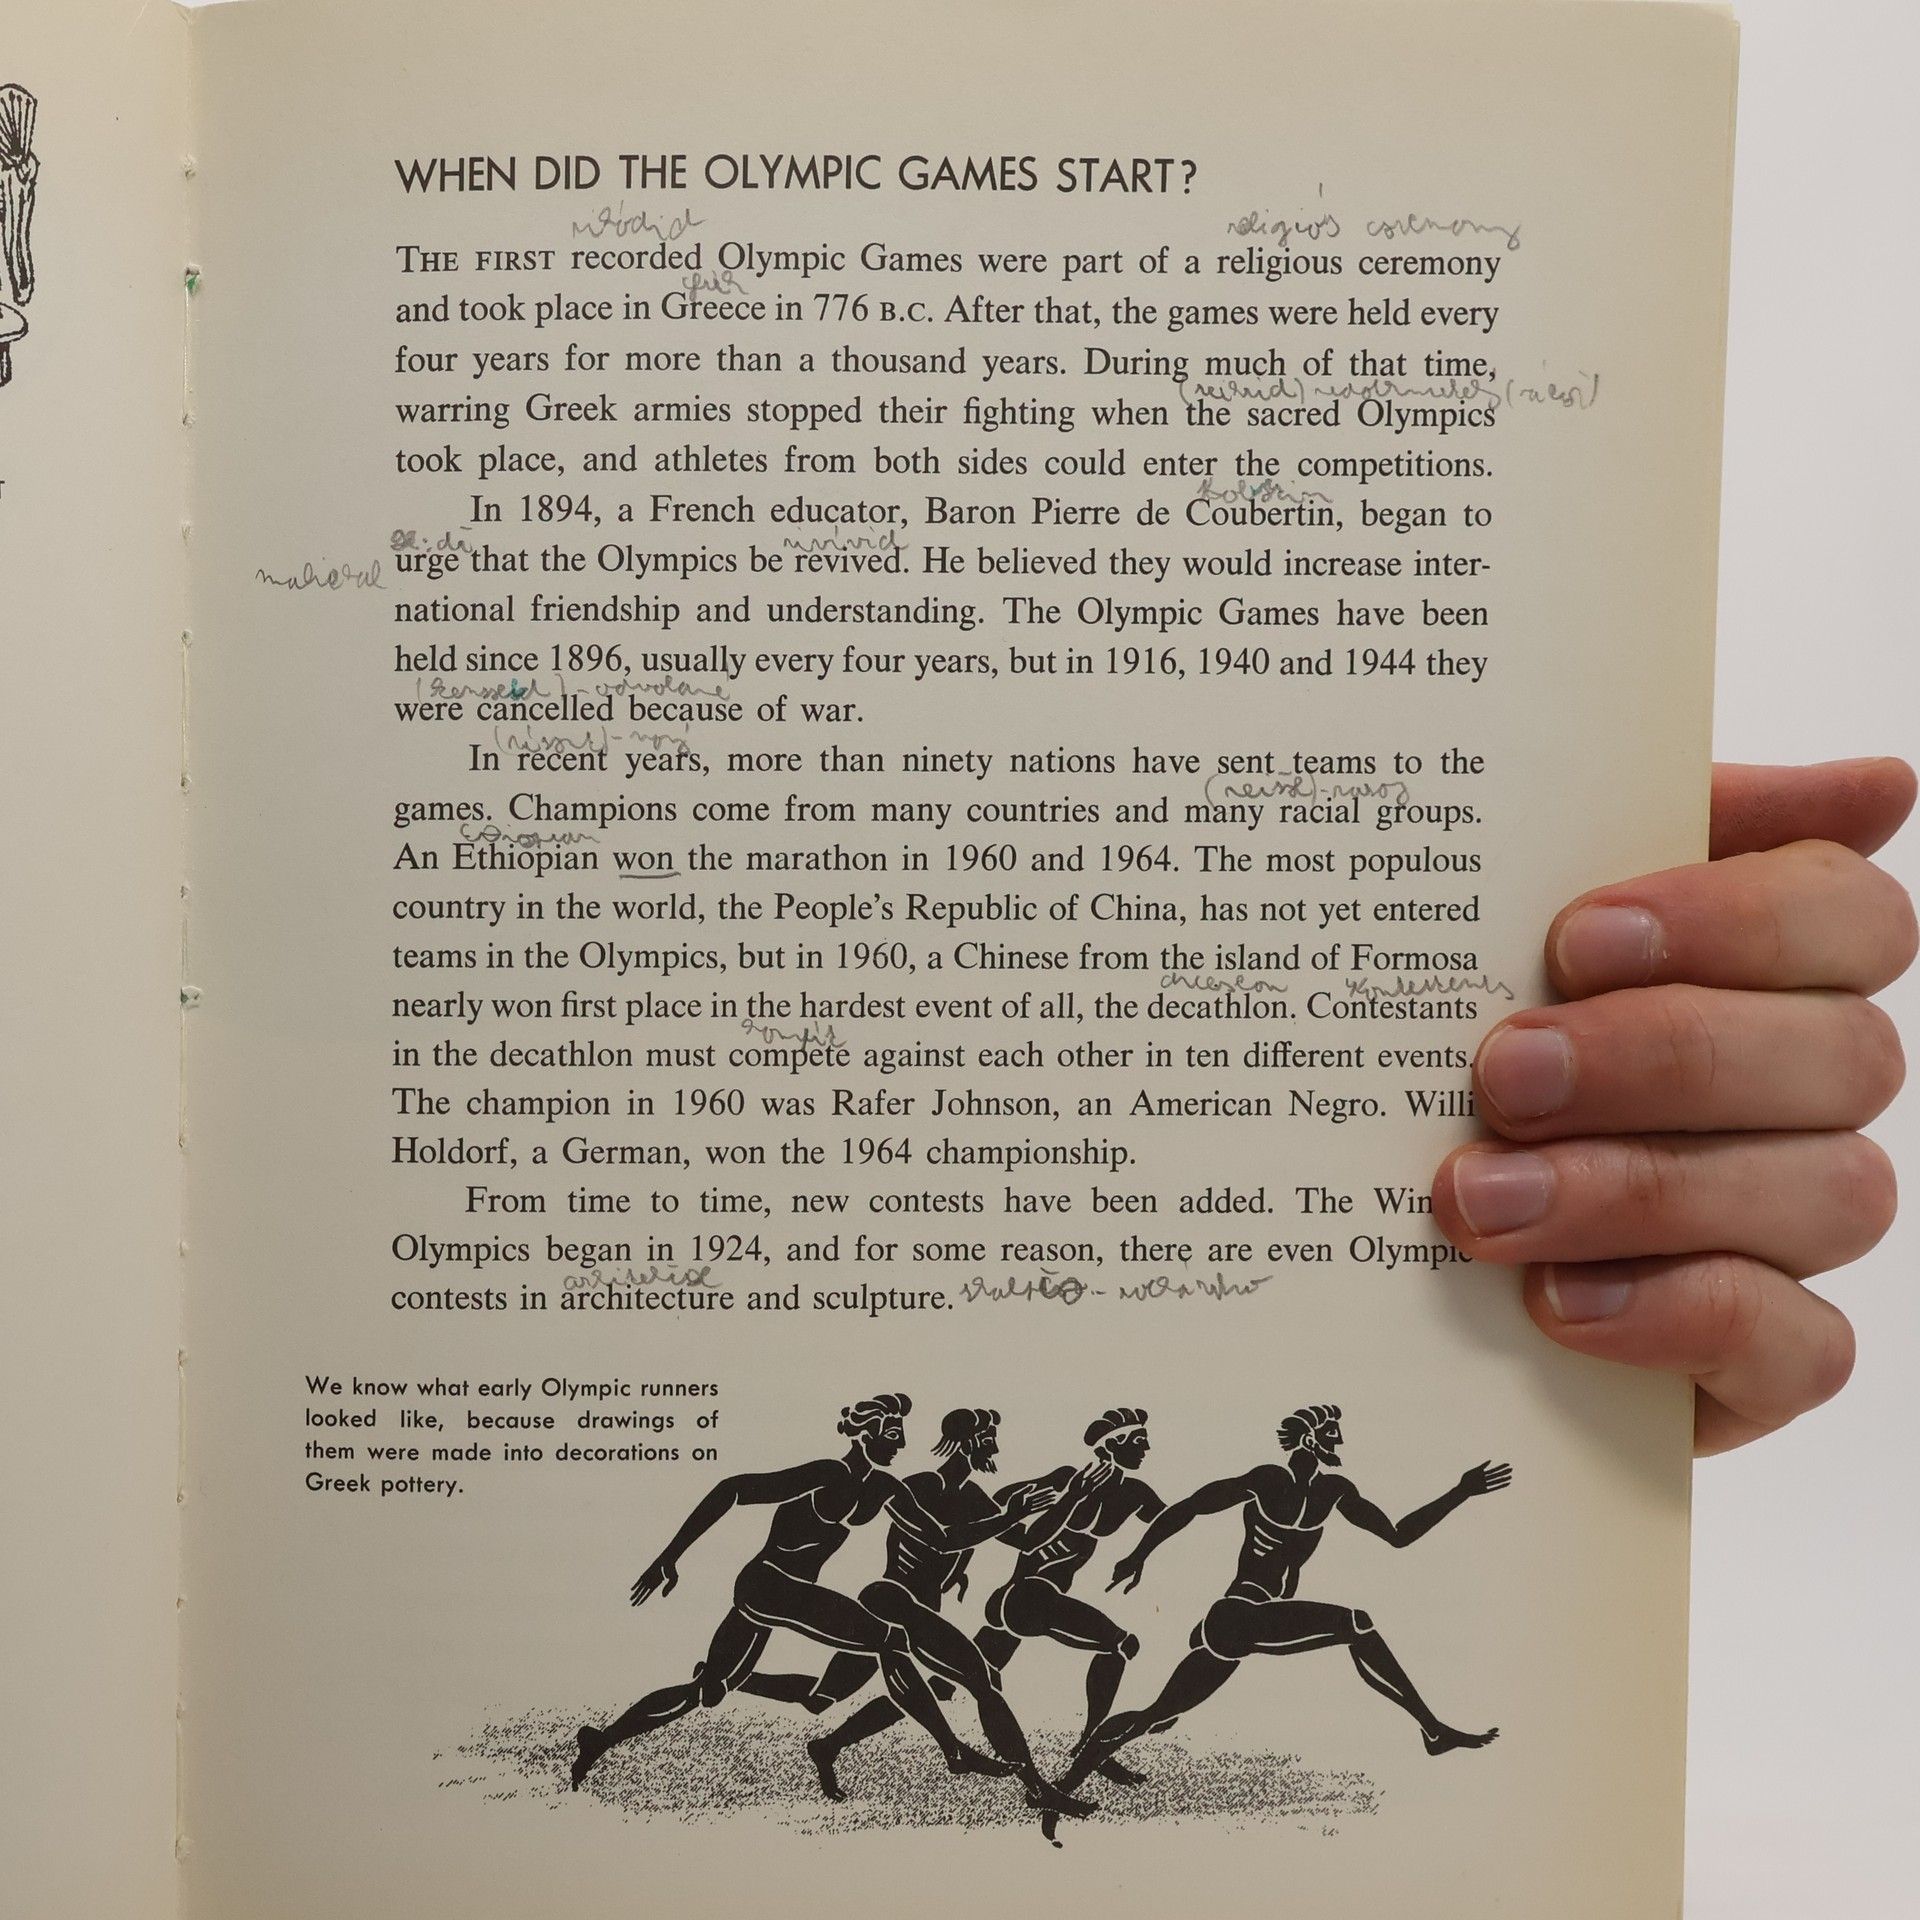 WHEN DID THE OLYMPIC GAMES START?
religiós ceremony
THE FIRST recorded Olympic Games were part of a religious ceremony
and took place in Greece in 776 B.C. After that, the games were held every
four years for more than a thousand years. During much of that time,
warring Greek armies stopped their fighting when the sacred Olympics
took place, and athletes from both sides could enter the competitions.
In 1894, a French educator, Baron Pierre de Coubertin, began to
urge that the Olympics be revived. He believed they would increase inter-
national friendship and understanding. The Olympic Games have been
held since 1896, usually every four years, but in 1916, 1940 and 1944 they
were cancelled because of war.
In recent years, more than ninety nations have sent teams to the
games. Champions come from many countries and many racial groups.
An Ethiopian won the marathon in 1960 and 1964. The most populous
country in the world, the People's Republic of China, has not yet entered
teams in the Olympics, but in 1960, a Chinese from the island of Formosa
nearly won first place in the hardest event of all, the decathlon. Contestants
in the decathlon must compete against each other in ten different events.
The champion in 1960 was Rafer Johnson, an American Negro. Willi
Holdorf, a German, won the 1964 championship.
From time to time, new contests have been added. The Win
Olympics began in 1924, and for some reason, there are even Olympic
contests in architecture and sculpture.
We know what early Olympic runners
looked like, because drawings of
them were made into decorations on
Greek pottery.